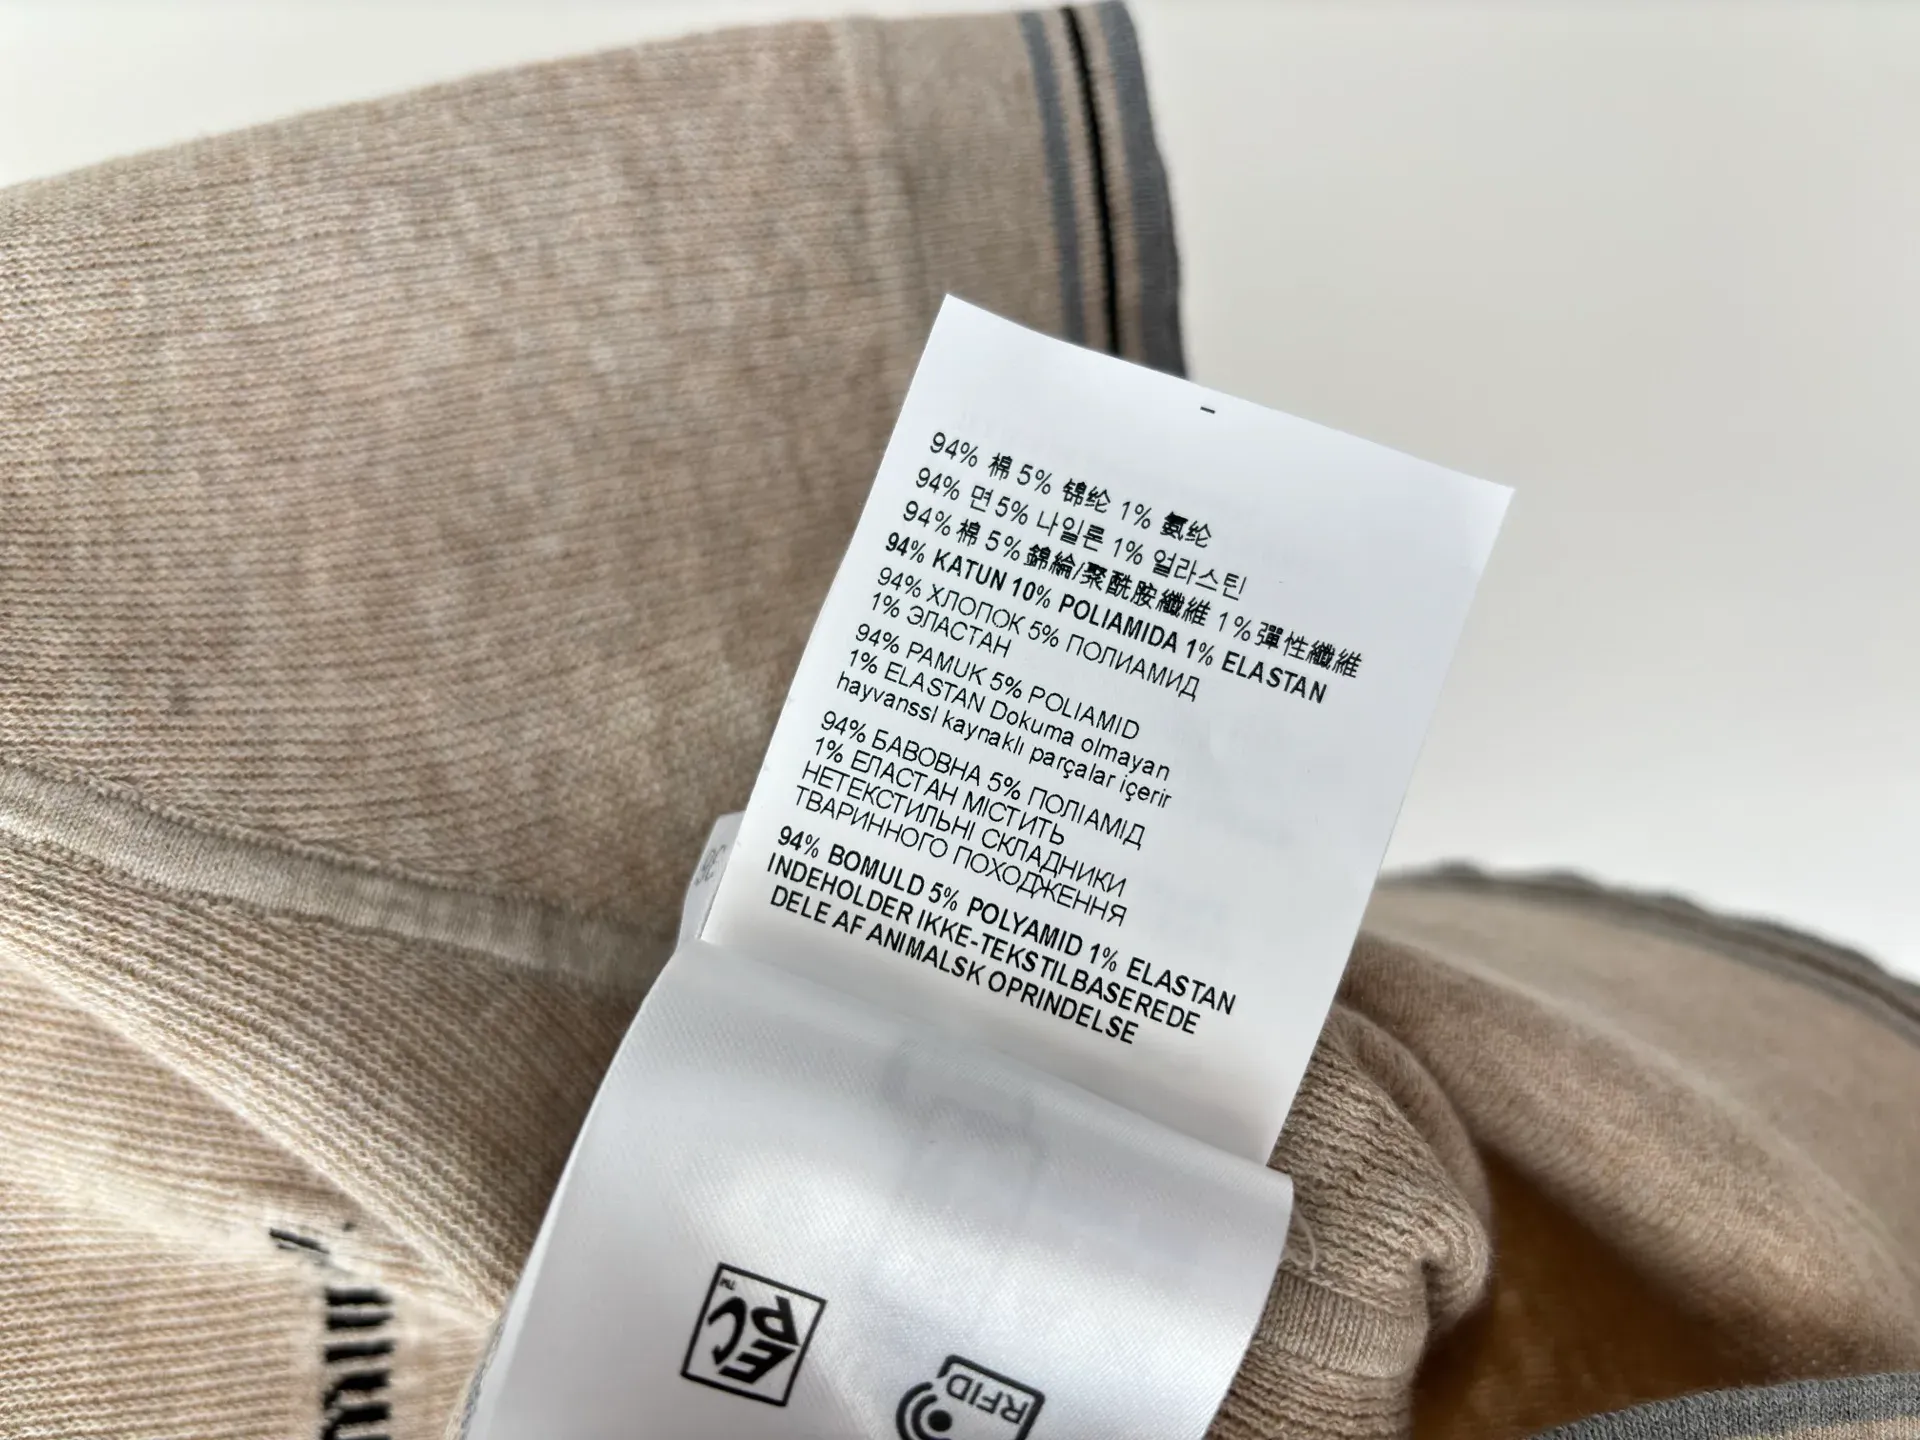 94% 棉 5% 锦纶 1% 氨纶
94% 면 5% 나일론 1% 얼라스틴
94% 棉 5% 錦綸/聚酰胺纖維 1% 彈性纖維
94% KATUN 10% POLIAMIDA 1% ELASTAN
94% ХЛОПОК 5% ПОЛИАМИД
1% ЭЛАСТАН
94% PAMUK 5% POLIAMID
1% ELASTAN Dokuma olmayan
hayvanssl kaynaklı parçalar içerir
94% БАВОВНА 5% ПОЛІАМІД
1% ЕЛАСТАН МІСТИТЬ
НЕТЕКСТИЛЬНІ СКЛАДНИКИ
ТВАРИННОГО ПОХОДЖЕННЯ
94% BOMULD 5% POLYAMID 1% ELASTAN
INDEHOLDER IKKE-TEKSTILBASEREDE
DELE AF ANIMALSK OPRINDELSE
EPC™
RFID